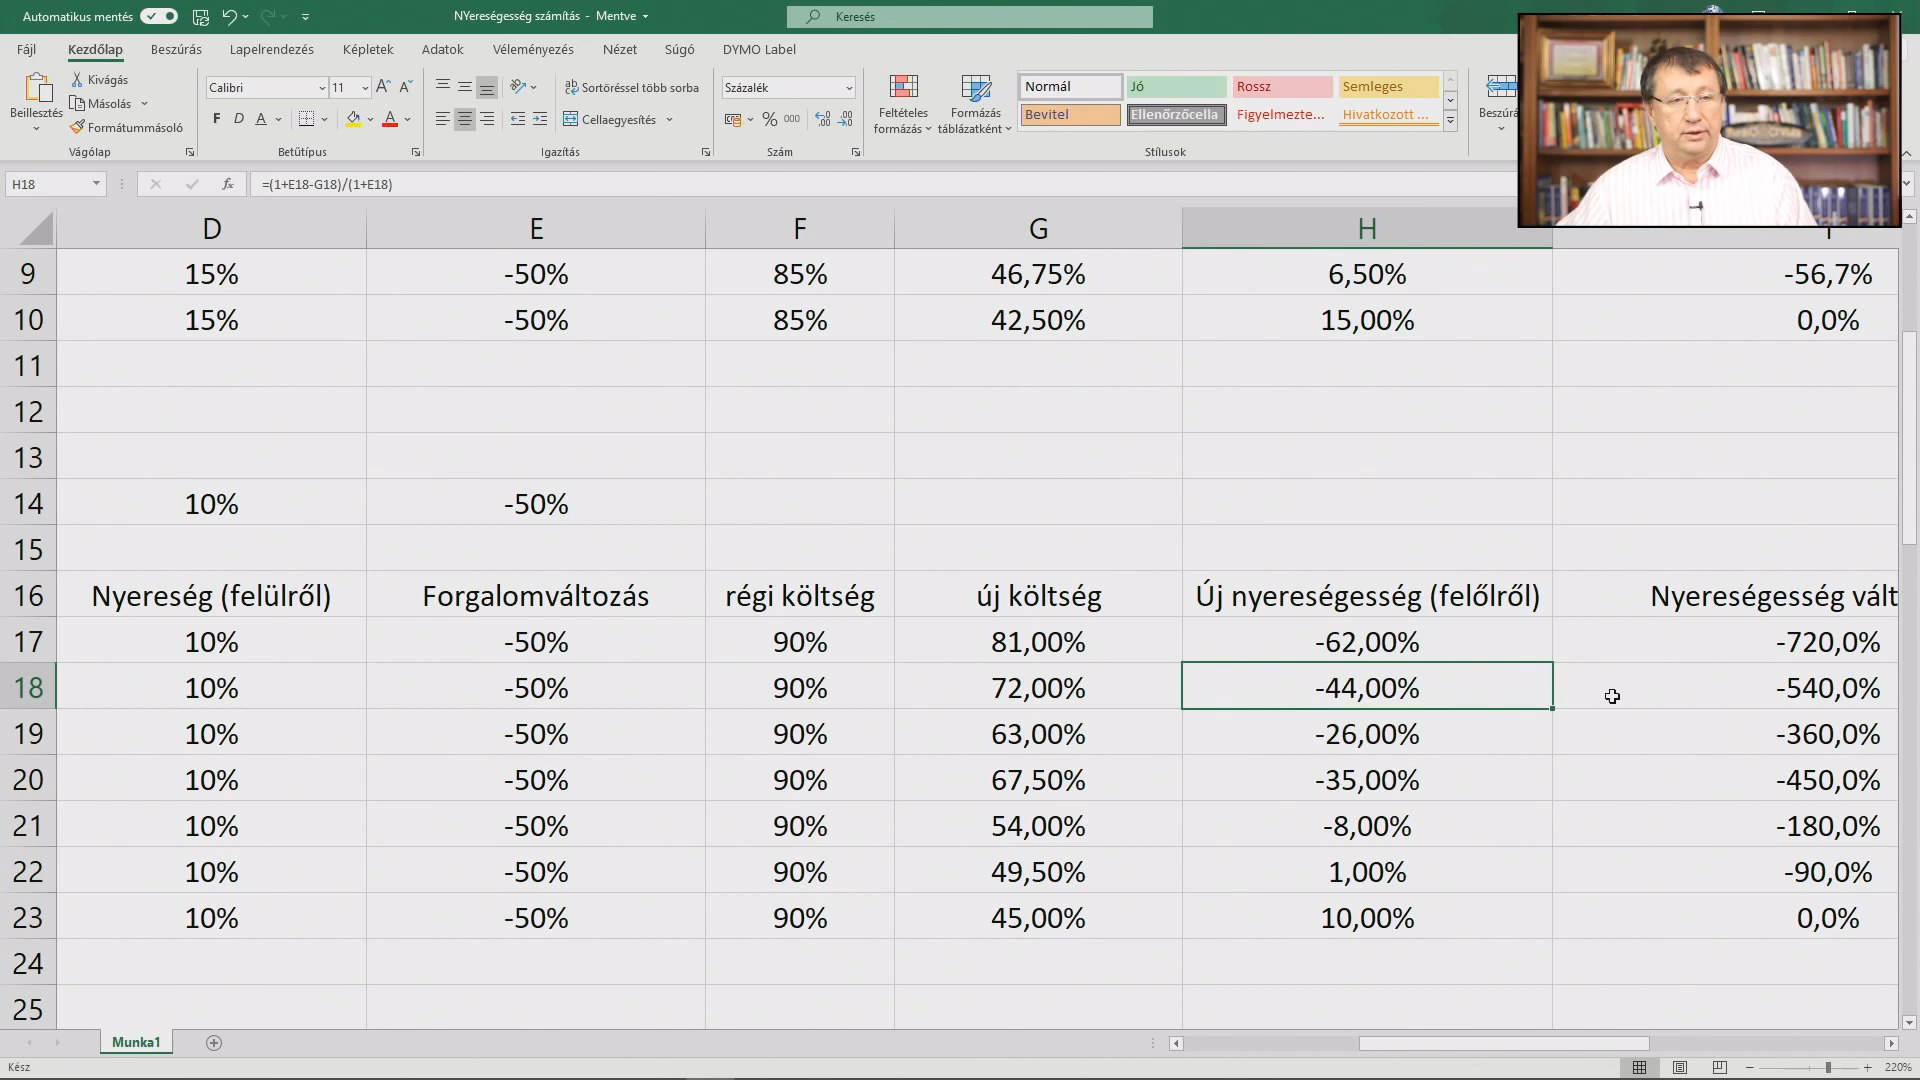 Automatikus mentés
NYereségesség számítás - Mentve
Keresés
Fájl Kezdőlap Beszúrás Lapelrendezés Képletek Adatok Véleményezés Nézet Súgó DYMO Label
Beillesztés
Kivágás
Másolás
Formátummásoló
Vágólap
Calibri 11
F D A
Betűtípus
Sortöréssel több sorba
Cellaegyesítés
Igazítás
Százalék
% 000
Szám
Feltételes formázás
Formázás táblázatként
Normál Jó Rossz Semleges
Bevitel Ellenőrzőcella Figyelmezte... Hivatkozott ...
Stílusok
Beszúrá
H18 fx =(1+E18-G18)/(1+E18)
D E F G H
9 15% -50% 85% 46,75% 6,50% -56,7%
10 15% -50% 85% 42,50% 15,00% 0,0%
11
12
13
14 10% -50%
15
16 Nyereség (felülről) Forgalomváltozás régi költség új költség Új nyereségesség (felőlről) Nyereségesség vált
17 10% -50% 90% 81,00% -62,00% -720,0%
18 10% -50% 90% 72,00% -44,00% -540,0%
19 10% -50% 90% 63,00% -26,00% -360,0%
20 10% -50% 90% 67,50% -35,00% -450,0%
21 10% -50% 90% 54,00% -8,00% -180,0%
22 10% -50% 90% 49,50% 1,00% -90,0%
23 10% -50% 90% 45,00% 10,00% 0,0%
24
25
Munka1
Kész
220%